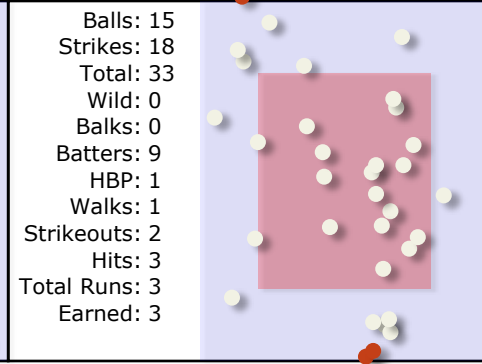 Balls: 15
Strikes: 18
Total: 33
Wild: 0
Balks: 0
Batters: 9
HBP: 1
Walks: 1
Strikeouts: 2
Hits: 3
Total Runs: 3
Earned: 3